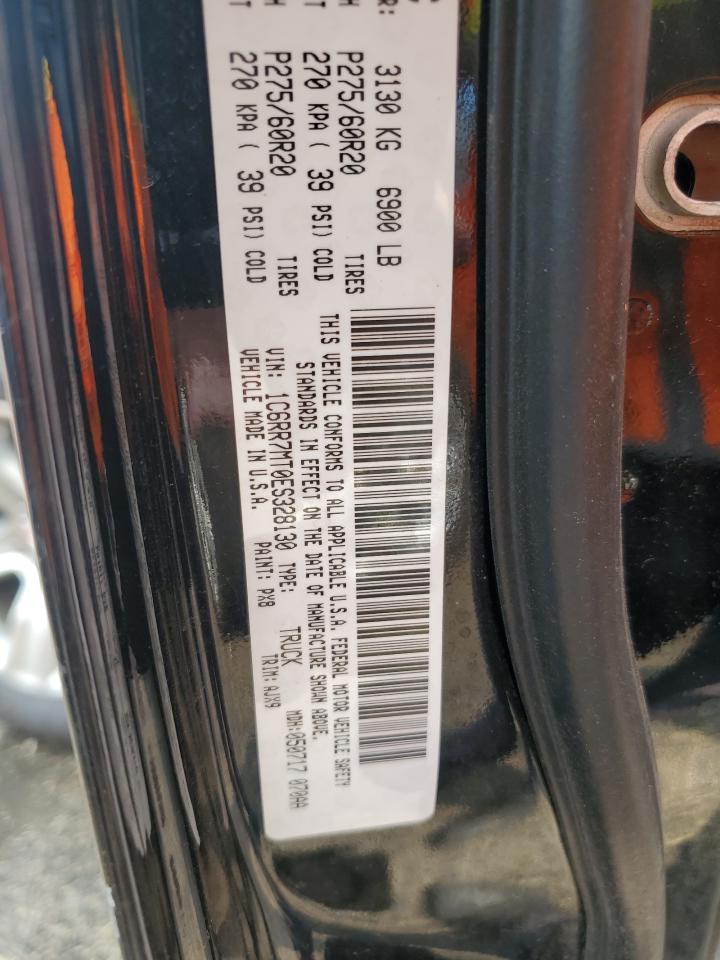 R: 3130 KG 6900 LB
P275/60R20 TIRES
270 KPA ( 39 PSI) COLD
P275/60R20 TIRES
270 KPA ( 39 PSI) COLD
THIS VEHICLE CONFORMS TO ALL APPLICABLE U.S.A. FEDERAL MOTOR VEHICLE SAFETY
STANDARDS IN EFFECT ON THE DATE OF MANUFACTURE SHOWN ABOVE.
VIN: 1C6RR7MT0ES328130 TYPE: TRUCK MDH:050717 070AA
VEHICLE MADE IN U.S.A. PAINT: PX8 TRIM: AJX9